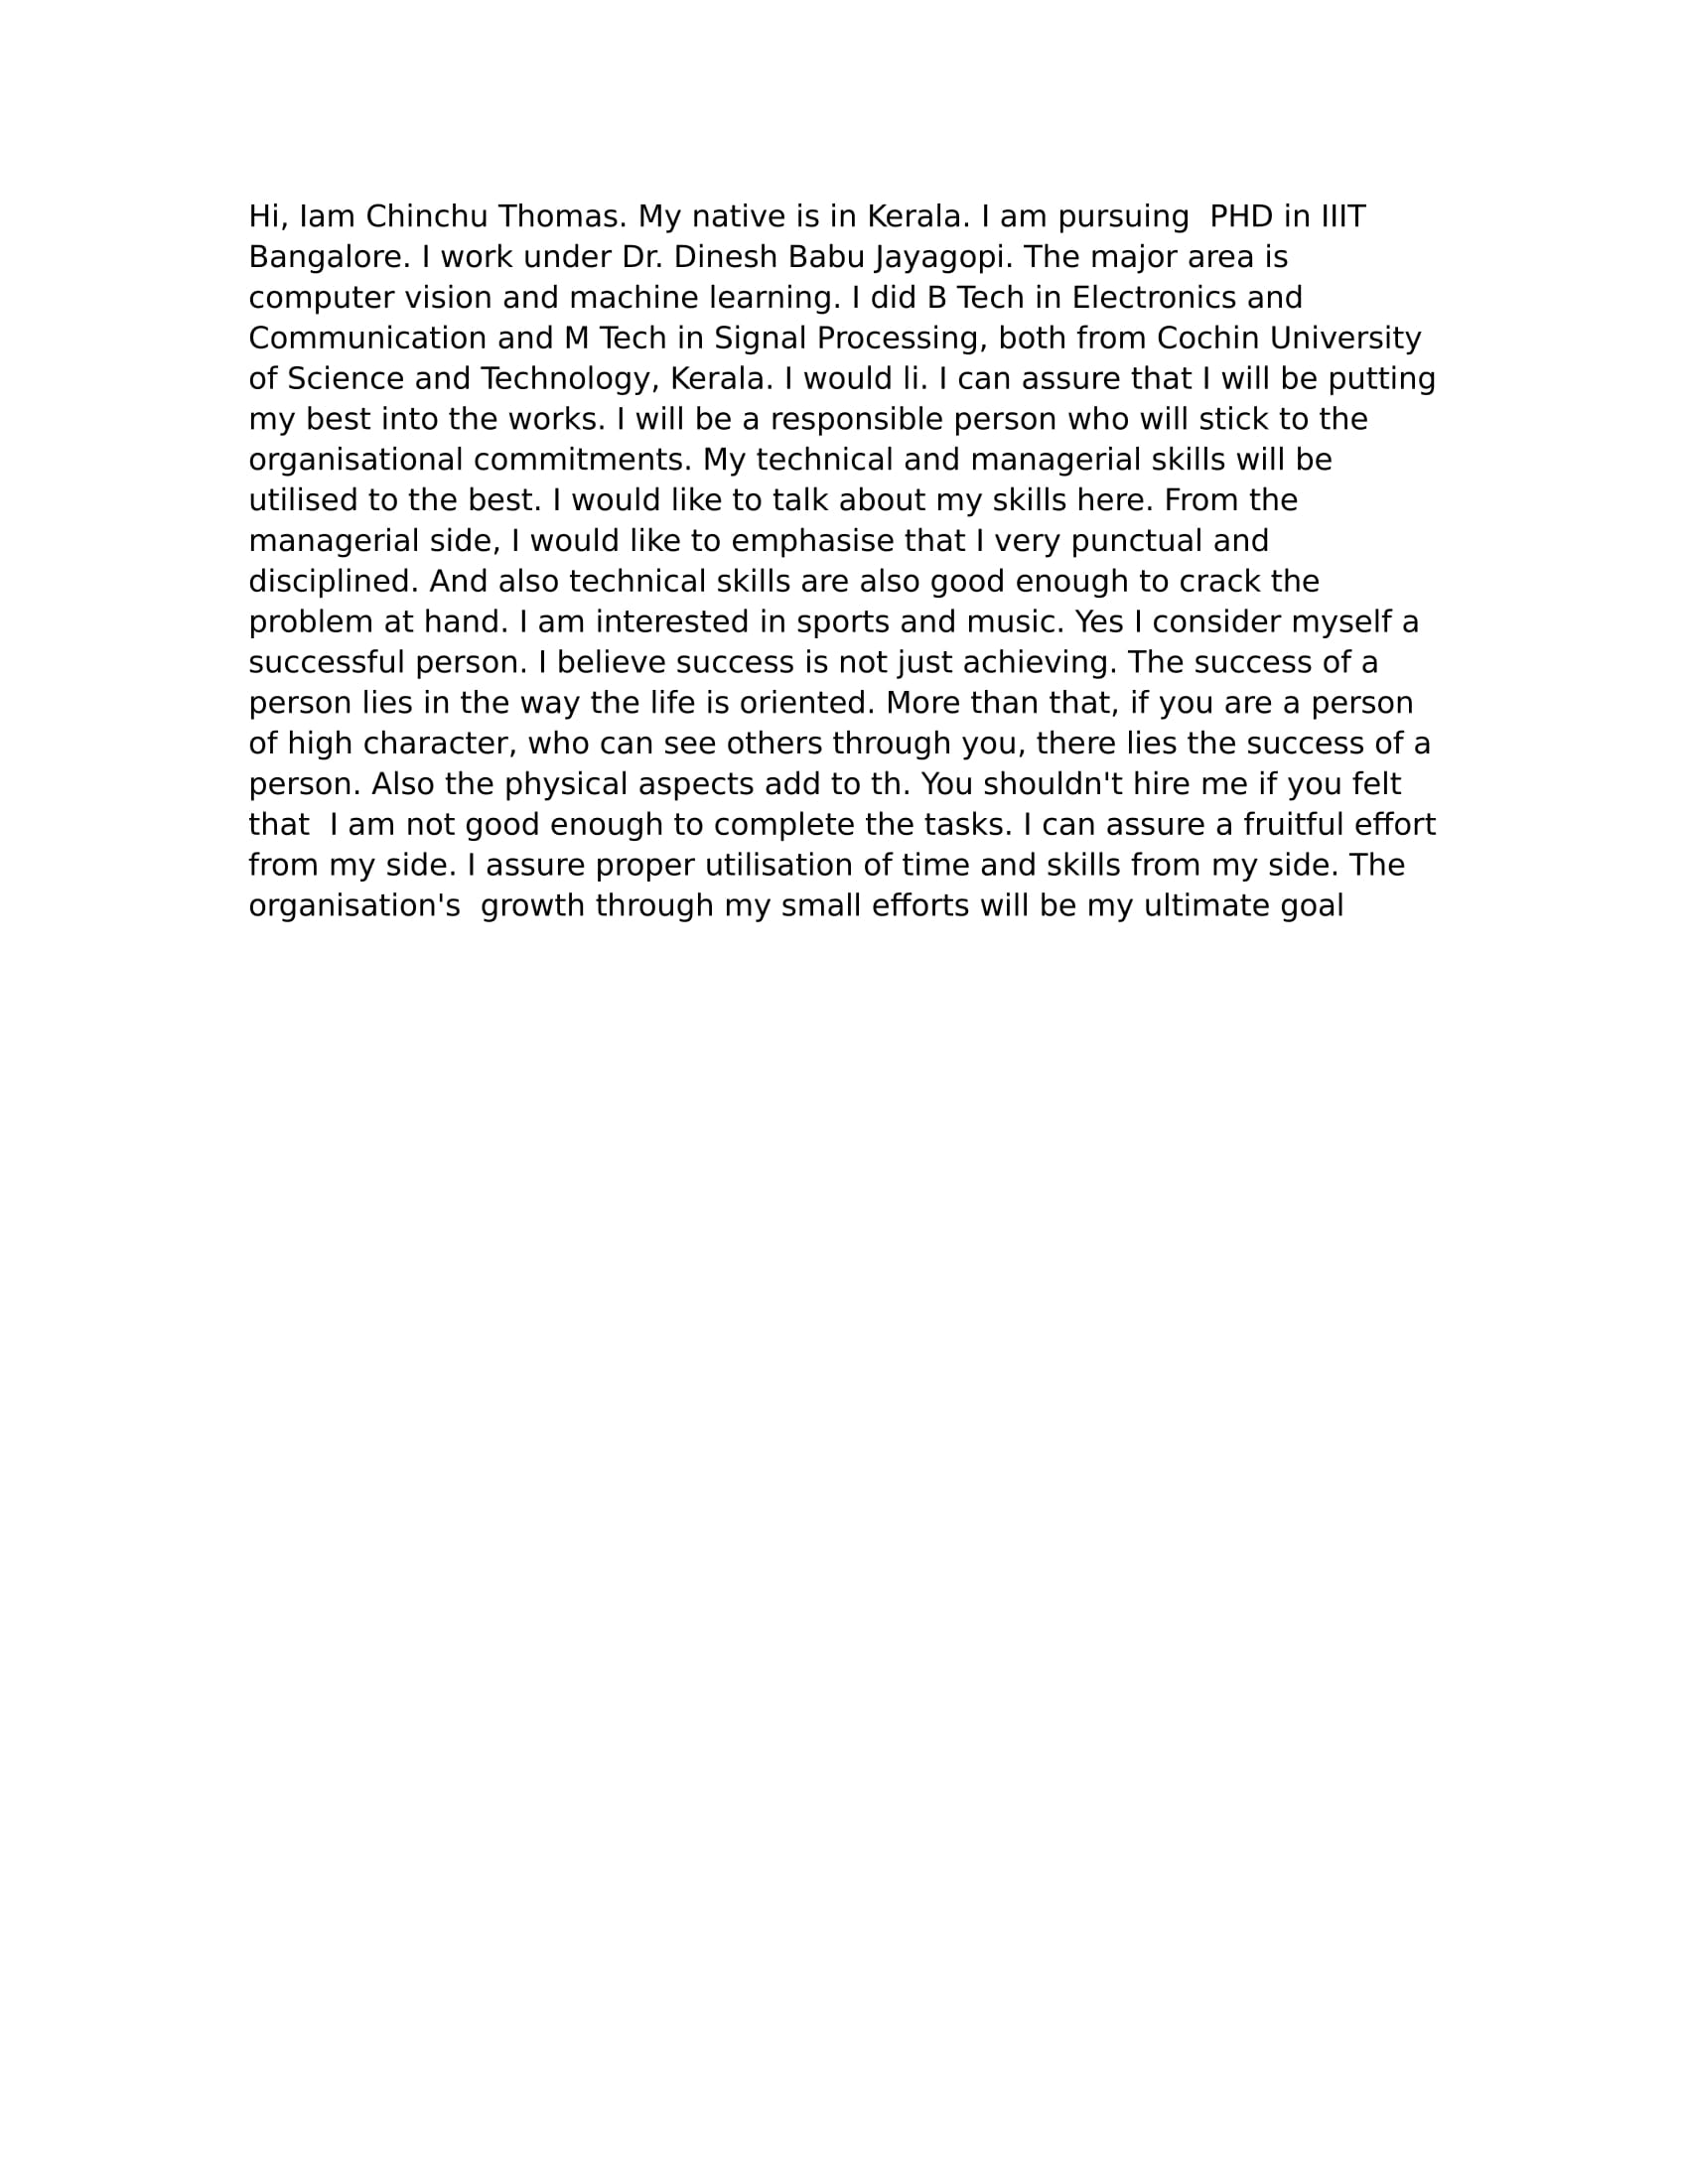 Hi, Iam Chinchu Thomas. My native is in Kerala. I am pursuing  PHD in IIIT
Bangalore. I work under Dr. Dinesh Babu Jayagopi. The major area is
computer vision and machine learning. I did B Tech in Electronics and
Communication and M Tech in Signal Processing, both from Cochin University
of Science and Technology, Kerala. I would li. I can assure that I will be putting
my best into the works. I will be a responsible person who will stick to the
organisational commitments. My technical and managerial skills will be
utilised to the best. I would like to talk about my skills here. From the
managerial side, I would like to emphasise that I very punctual and
disciplined. And also technical skills are also good enough to crack the
problem at hand. I am interested in sports and music. Yes I consider myself a
successful person. I believe success is not just achieving. The success of a
person lies in the way the life is oriented. More than that, if you are a person
of high character, who can see others through you, there lies the success of a
person. Also the physical aspects add to th. You shouldn't hire me if you felt
that  I am not good enough to complete the tasks. I can assure a fruitful effort
from my side. I assure proper utilisation of time and skills from my side. The
organisation's  growth through my small efforts will be my ultimate goal